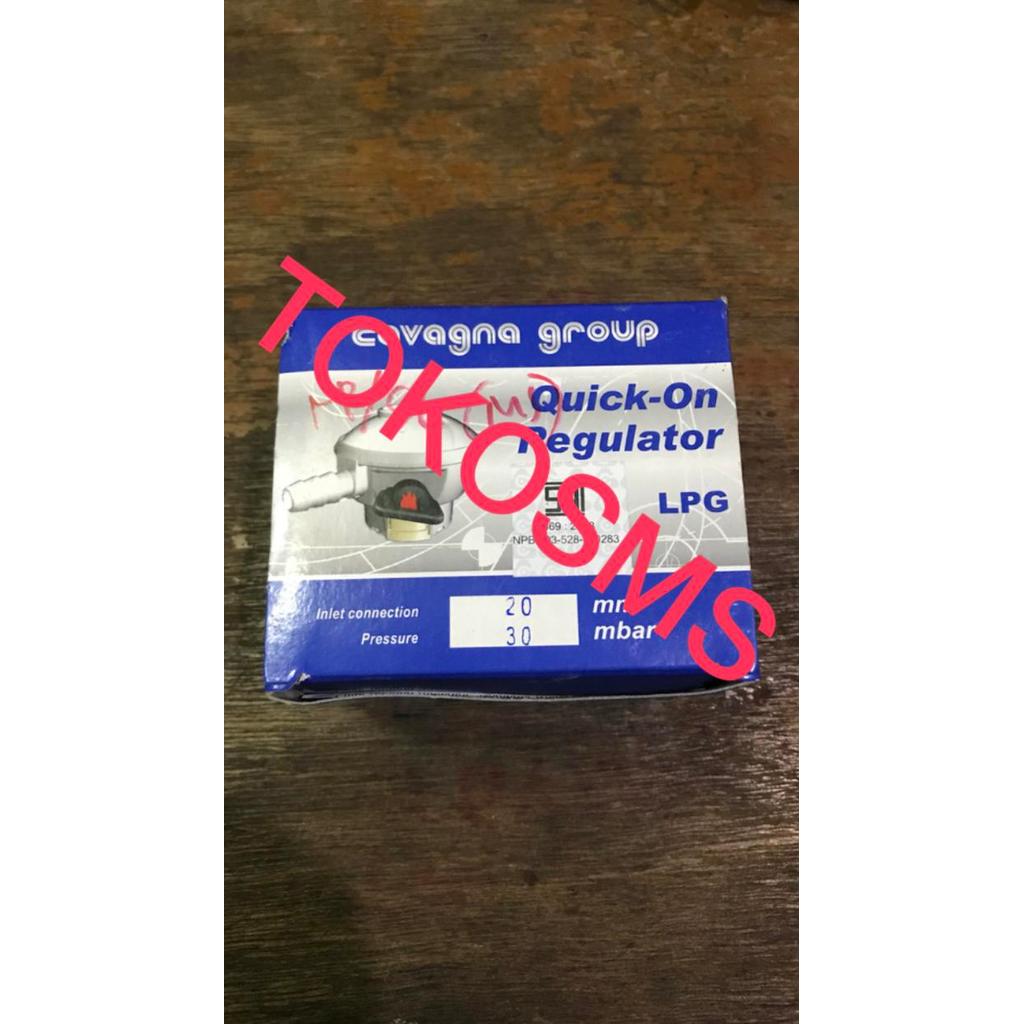 cavagna group
Quick-On
Regulator
LPG
Inlet connection 20
Pressure 30 mbar
TOKOSMS